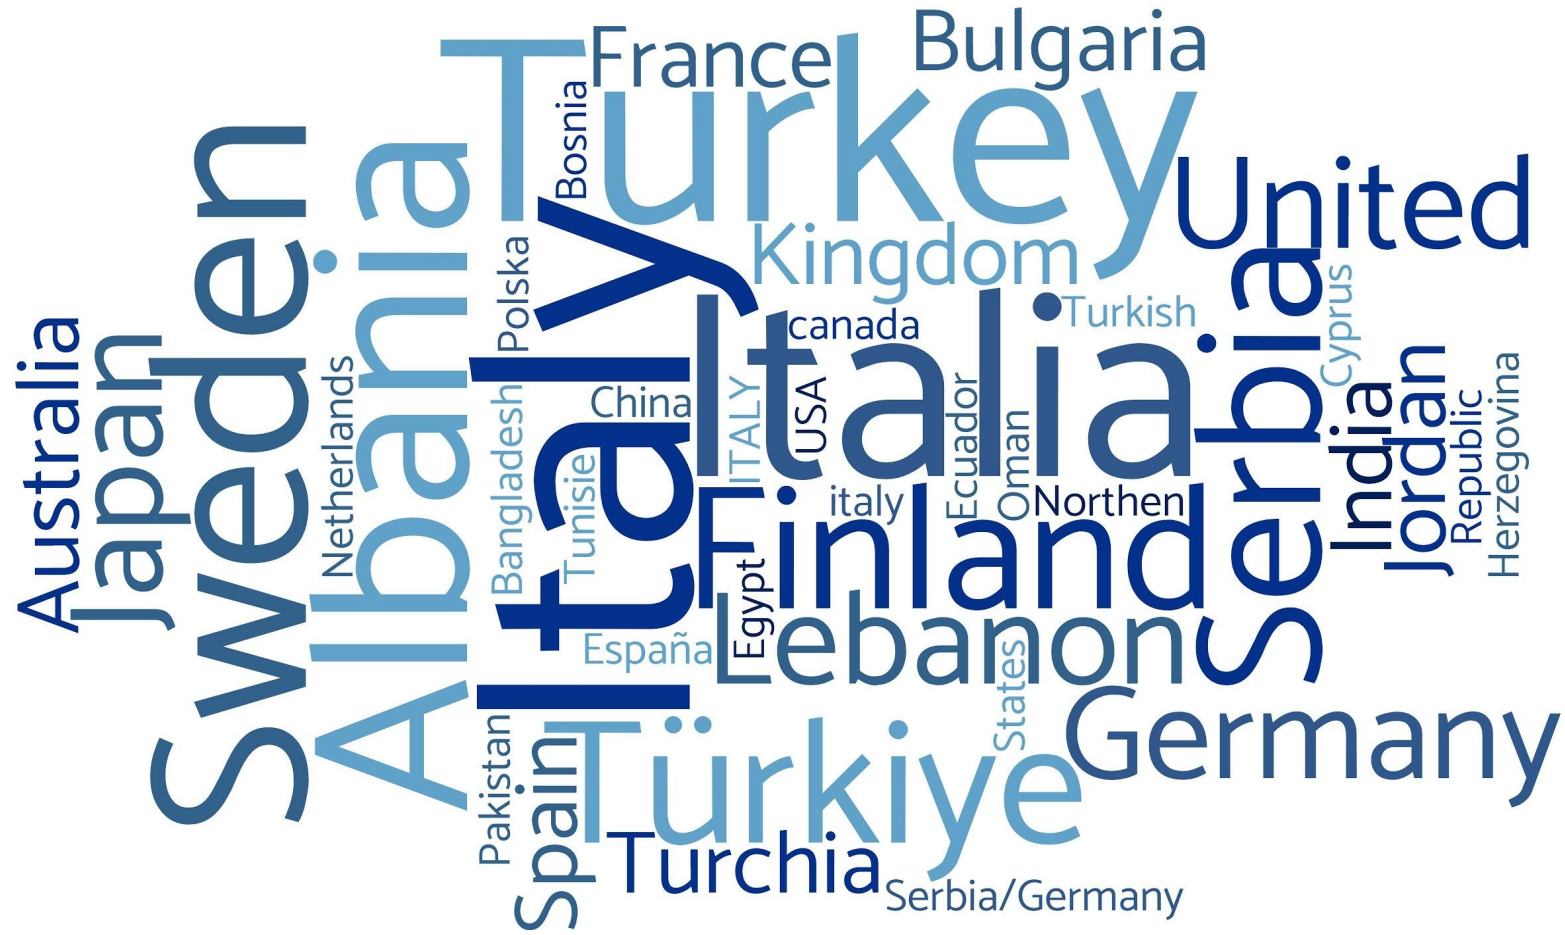 France
Bulgaria
Turkey
Bosnia
United
Kingdom
Sweden
Albania
Italy
Polska
Turkish
canada
Italia
Serbian
Cyprus
Australia
Japan
Netherlands
Bangladesh
China
Tunisie
ITALY
USA
Ecuador
Oman
India
Jordan
Republic
Herzegovina
italy
Northen
Finland
Egypt
Lebanon
España
States
Germany
Pakistan
Spain
Türkiye
Turchia
Serbia/Germany